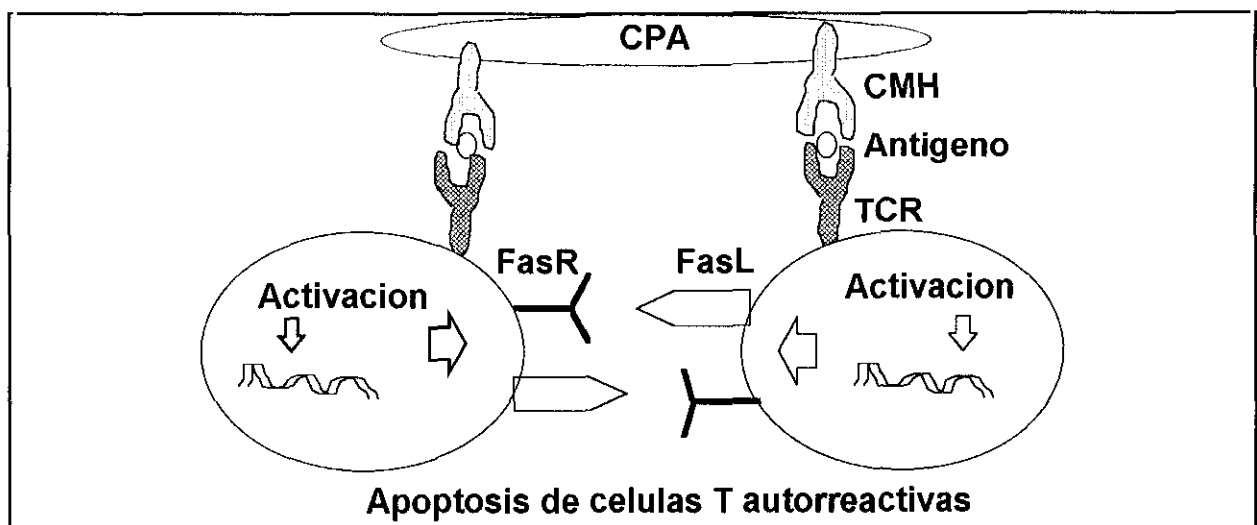 CPA
CMH
Antigeno
TCR
FasR
FasL
Activacion
Activacion
Apoptosis de celulas T autorreactivas